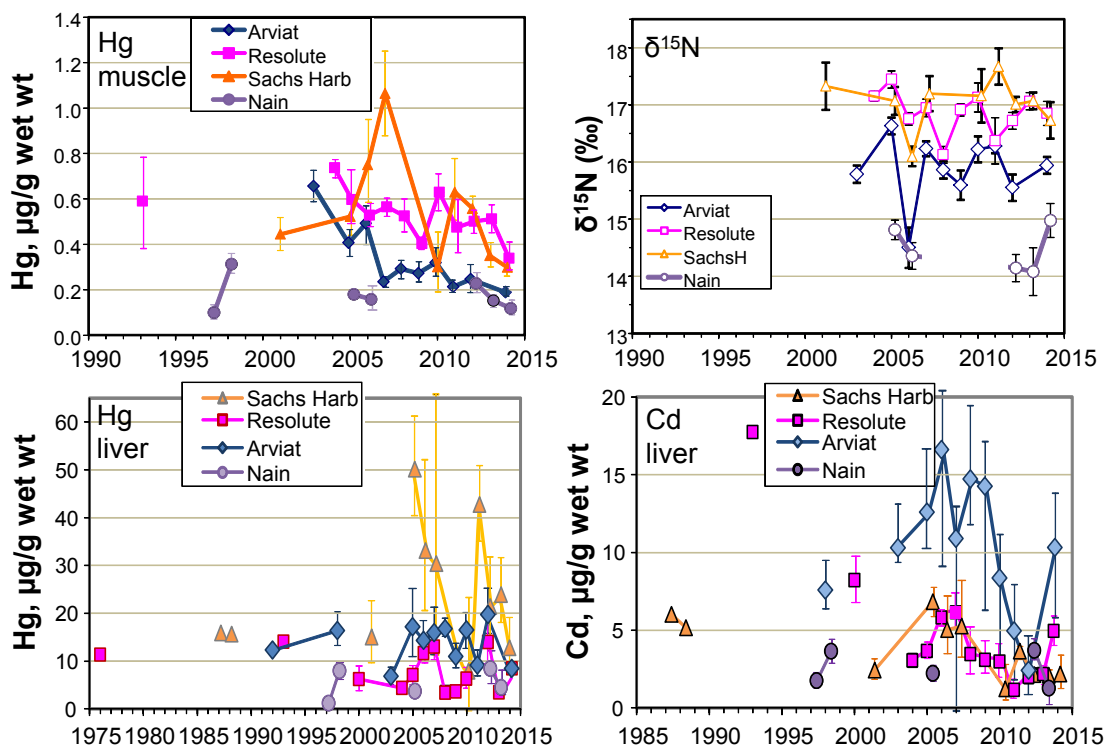 Hg
muscle
Arviat
Resolute
Sachs Harb
Nain
Hg, µg/g wet wt
1.4
1.2
1.0
0.8
0.6
0.4
0.2
0.0
1990 1995 2000 2005 2010 2015
δ¹⁵N
Arviat
Resolute
SachsH
Nain
δ¹⁵N (‰)
18
17
16
15
14
13
1990 1995 2000 2005 2010 2015
Hg
liver
Sachs Harb
Resolute
Arviat
Nain
Hg, µg/g wet wt
60
50
40
30
20
10
0
1975 1980 1985 1990 1995 2000 2005 2010 2015
Cd
liver
Sachs Harb
Resolute
Arviat
Nain
Cd, µg/g wet wt
20
15
10
5
0
1985 1990 1995 2000 2005 2010 2015